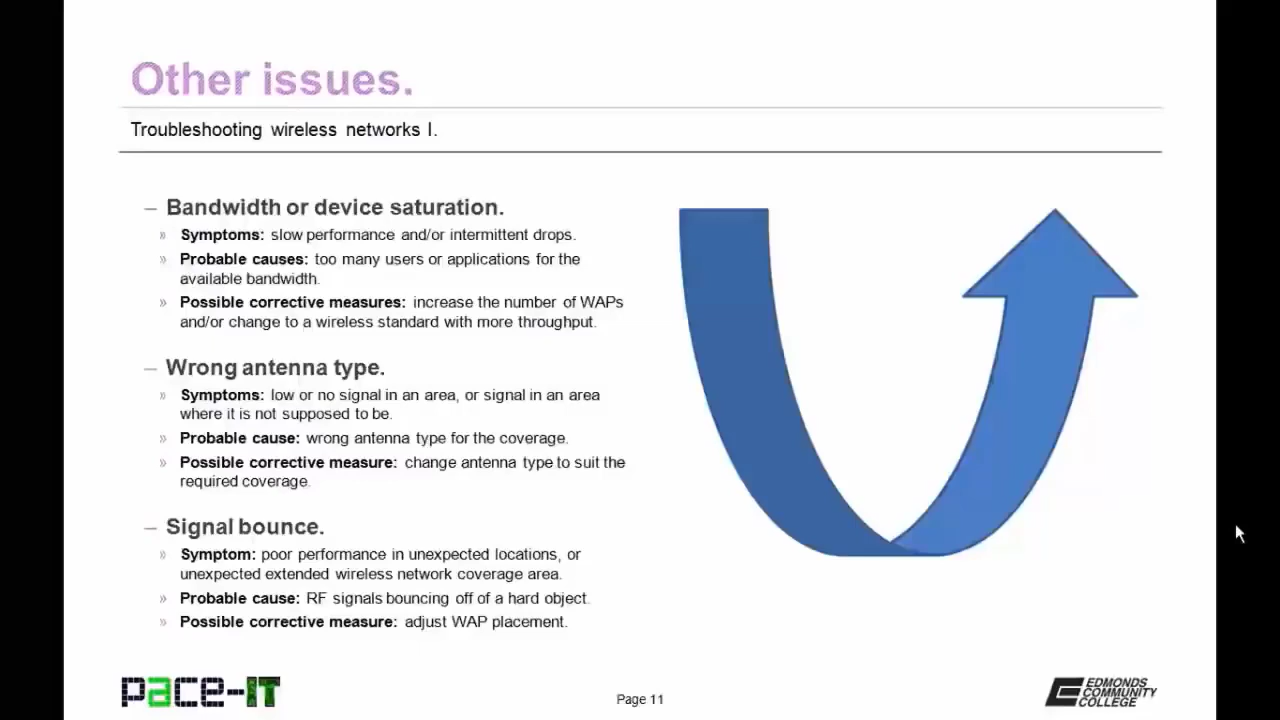 Other issues.
Troubleshooting wireless networks I.
– Bandwidth or device saturation.
» Symptoms: slow performance and/or intermittent drops.
» Probable causes: too many users or applications for the
available bandwidth.
» Possible corrective measures: increase the number of WAPs
and/or change to a wireless standard with more throughput.
– Wrong antenna type.
» Symptoms: low or no signal in an area, or signal in an area
where it is not supposed to be.
» Probable cause: wrong antenna type for the coverage.
» Possible corrective measure: change antenna type to suit the
required coverage.
– Signal bounce.
» Symptom: poor performance in unexpected locations, or
unexpected extended wireless network coverage area.
» Probable cause: RF signals bouncing off of a hard object.
» Possible corrective measure: adjust WAP placement.
pace-IT
Page 11
EDMONDS
COMMUNITY
COLLEGE